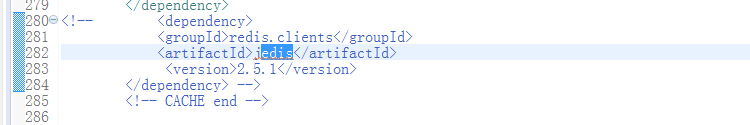 279 </dependency>
280 <!-- <dependency>
281 <groupId>redis.clients</groupId>
282 <artifactId>jedis</artifactId>
283 <version>2.5.1</version>
284 </dependency> -->
285 <!-- CACHE end -->
286